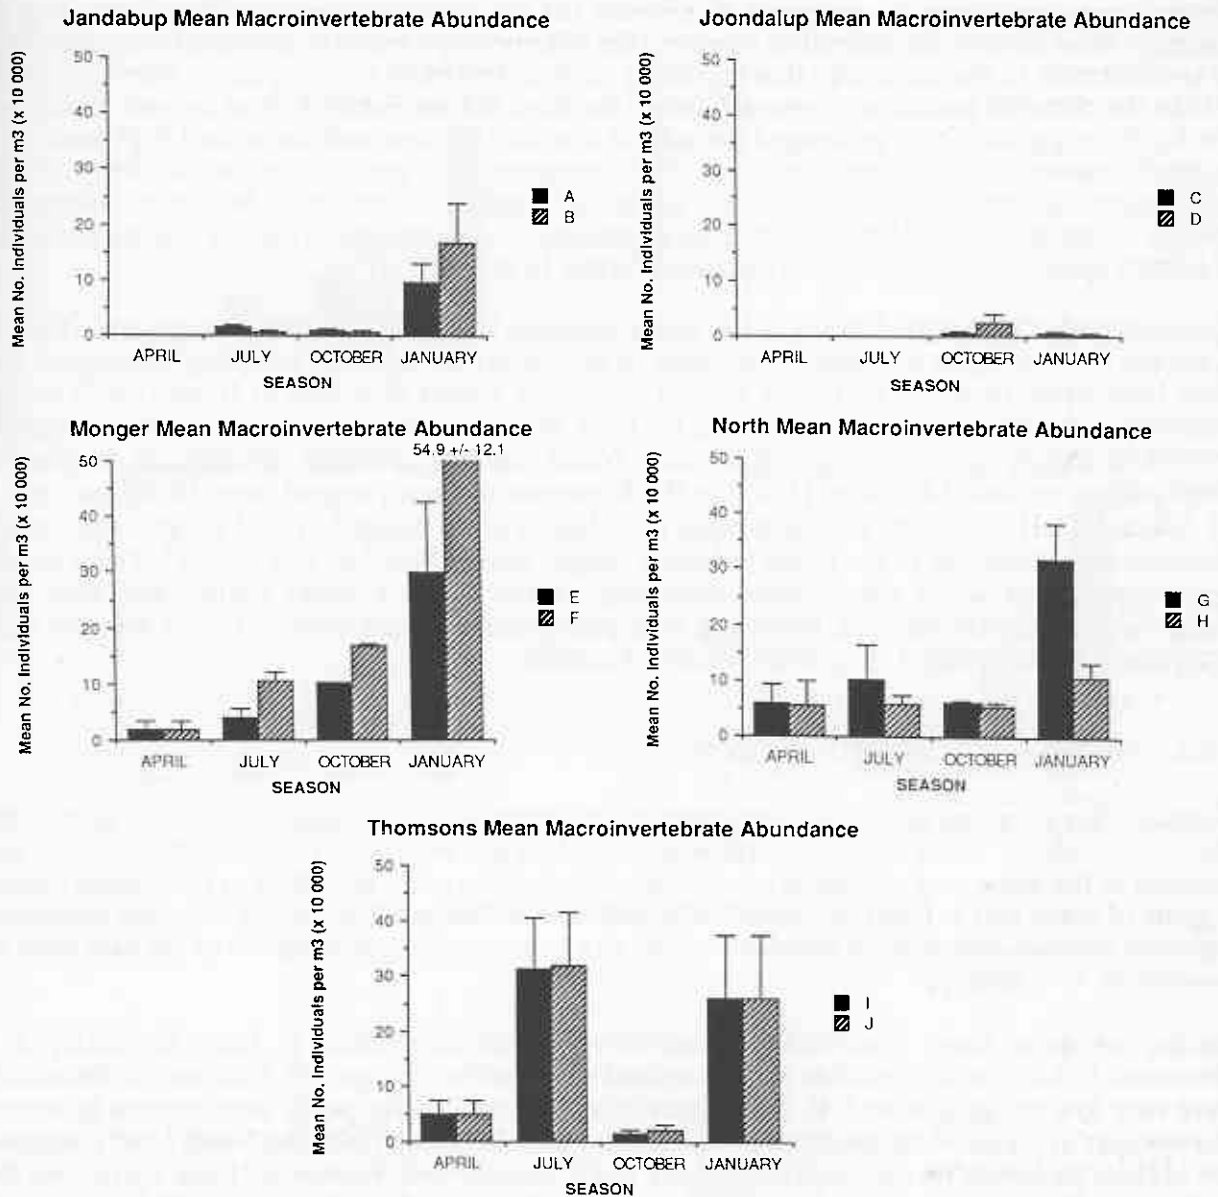 Jandabup Mean Macroinvertebrate Abundance
Mean No. Individuals per m3 (x 10 000)
50
40
30
20
10
0
APRIL JULY OCTOBER JANUARY
SEASON
A
B
Joondalup Mean Macroinvertebrate Abundance
Mean No. Individuals per m3 (x 10 000)
50
40
30
20
10
0
APRIL JULY OCTOBER JANUARY
SEASON
C
D
Monger Mean Macroinvertebrate Abundance
54.9 +/- 12.1
Mean No. Individuals per m3 (x 10 000)
50
40
30
20
10
0
APRIL JULY OCTOBER JANUARY
SEASON
E
F
North Mean Macroinvertebrate Abundance
Mean No. Individuals per m3 (x 10 000)
50
40
30
20
10
0
APRIL JULY OCTOBER JANUARY
SEASON
G
H
Thomsons Mean Macroinvertebrate Abundance
Mean No. Individuals per m3 (x 10 000)
50
40
30
20
10
0
APRIL JULY OCTOBER JANUARY
SEASON
I
J